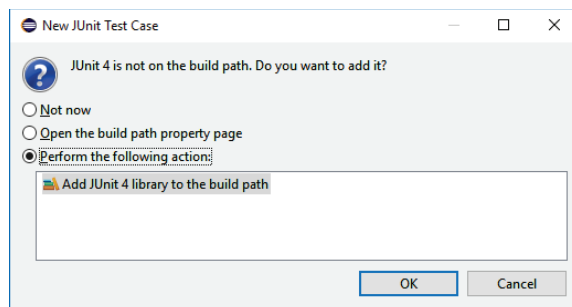 New JUnit Test Case
JUnit 4 is not on the build path. Do you want to add it?
Not now
Open the build path property page
Perform the following action:
Add JUnit 4 library to the build path
OK
Cancel